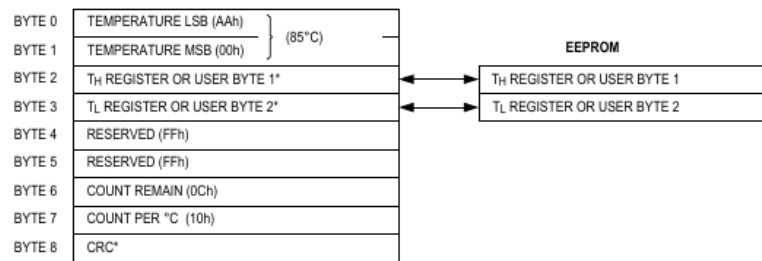 BYTE 0 TEMPERATURE LSB (AAh)
(85°C)
BYTE 1 TEMPERATURE MSB (00h)
EEPROM
BYTE 2 TH REGISTER OR USER BYTE 1* TH REGISTER OR USER BYTE 1
BYTE 3 TL REGISTER OR USER BYTE 2* TL REGISTER OR USER BYTE 2
BYTE 4 RESERVED (FFh)
BYTE 5 RESERVED (FFh)
BYTE 6 COUNT REMAIN (0Ch)
BYTE 7 COUNT PER °C (10h)
BYTE 8 CRC*